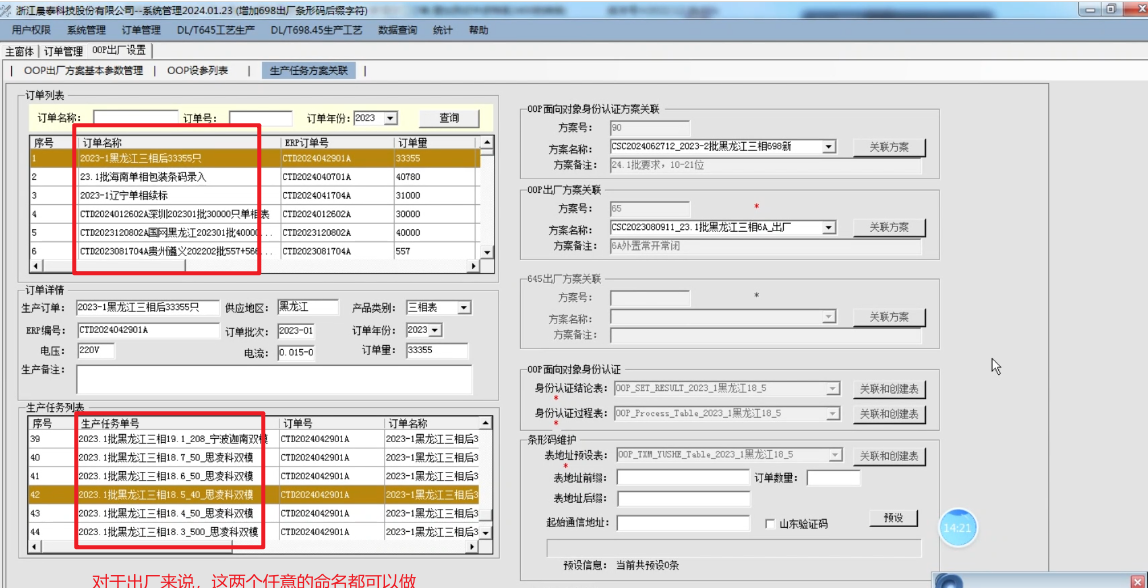 浙江晨泰科技股份有限公司--系统管理2024.01.23 (增加698出厂条形码后缀字符)
用户权限 系统管理 订单管理 DL/T645工艺生产 DL/T698.45生产工艺 数据查询 统计 帮助
主窗体 订单管理 OOP出厂设置
OOP出厂方案基本参数管理 | OOP设参列表 | 生产任务方案关联 |
订单列表
订单名称: 订单号: 订单年份: 2023 查询
序号 订单名称 ERP订单号 订单量
1 2023-1黑龙江三相后33355只 CTD2024042901A 33355
2 23.1批海南单相包装条码录入 CTD2024040701A 40780
3 2023-1辽宁单相续标 CTD2024041704A 31000
4 CTD2024012602A深圳202301批30000只单相表 CTD2024012602A 30000
5 CTD2023120802A国网黑龙江202301批40000... CTD2023120802A 40000
6 CTD2023081704A贵州遵义202202批557+566... CTD2023081704A 557
订单详情
生产订单: 2023-1黑龙江三相后33355只 供应地区: 黑龙江 产品类别: 三相表
ERP编号: CTD2024042901A 订单批次: 2023-01 订单年份: 2023
电压: 220V 电流: 0.015-0 订单量: 33355
生产备注:
生产任务列表
序号 生产任务单号 订单号 订单名称
39 2023.1批黑龙江三相19.1_208_宁波迦南双模 CTD2024042901A 2023-1黑龙江三相后3
40 2023.1批黑龙江三相18.7_50_思凌科双模 CTD2024042901A 2023-1黑龙江三相后3
41 2023.1批黑龙江三相18.6_50_思凌科双模 CTD2024042901A 2023-1黑龙江三相后3
42 2023.1批黑龙江三相18.5_40_思凌科双模 CTD2024042901A 2023-1黑龙江三相后3
43 2023.1批黑龙江三相18.4_50_思凌科双模 CTD2024042901A 2023-1黑龙江三相后3
44 2023.1批黑龙江三相18.3_500_思凌科双模 CTD2024042901A 2023-1黑龙江三相后3
对于出厂来说，这两个任意的命名都可以做
OOP面向对象身份认证方案关联
方案号: 90
方案名称: CSC2024062712_2023-2批黑龙江三相698新 关联方案
方案备注: 24.1批要求，10-21位
OOP出厂方案关联
方案号: 65 *
方案名称: CSC2023080911_23.1批黑龙江三相6A_出厂 关联方案
方案备注: 6A外置常开常闭
645出厂方案关联
方案号: *
方案名称: 关联方案
方案备注:
OOP面向对象身份认证
身份认证结论表: OOP_SET_RESULT_2023_1黑龙江18_5 关联和创建表
*
身份认证过程表: OOP_Process_Table_2023_1黑龙江18_5 关联和创建表
*
条形码维护
表地址预设表: OOP_TXM_YUSHE_Table_2023_1黑龙江18_5 关联和创建表
*
表地址前缀: 订单数量:
表地址后缀:
起始通信地址: 山东验证码 预设
预设信息: 当前共预设0条
14:21